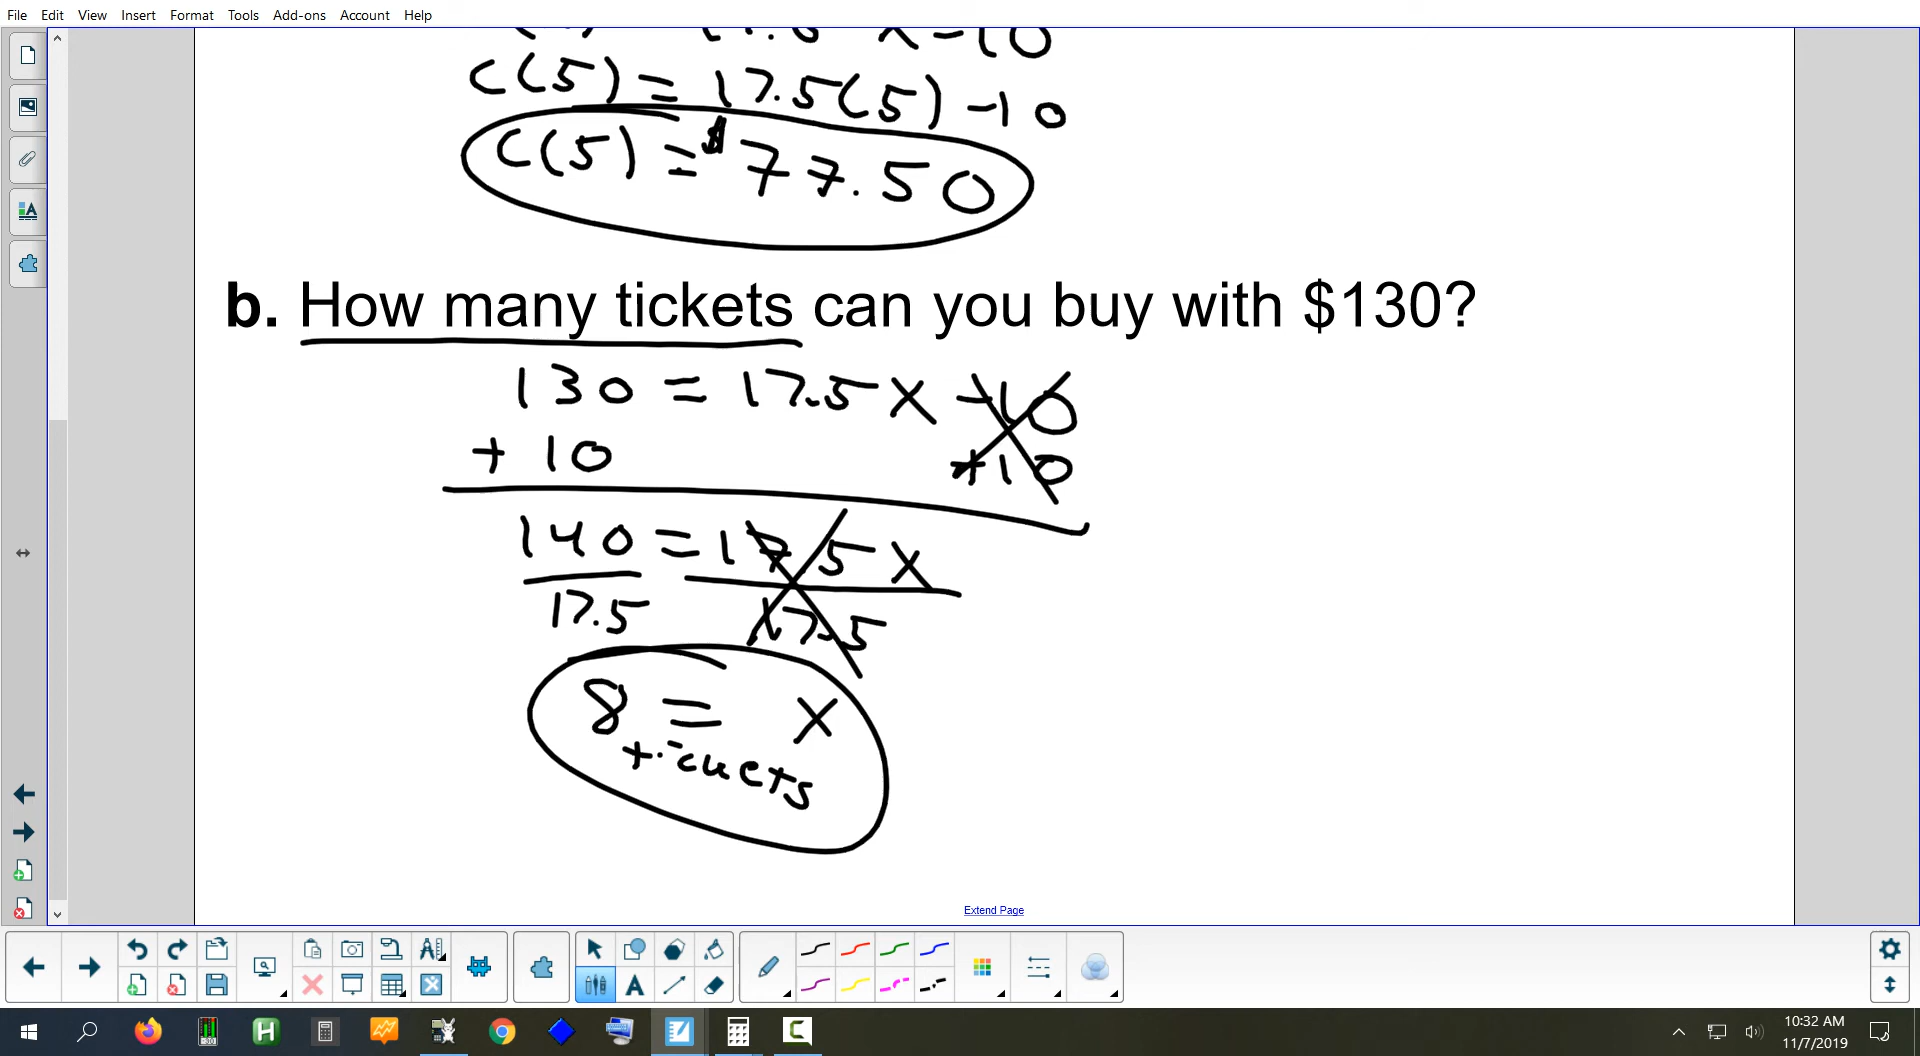 File Edit View Insert Format Tools Add-ons Account Help
x-10
C(5) = 17.5(5) -10
C(5) = $77.50
b. How many tickets can you buy with $130?
130 = 17.5x -10
+ 10 +10
140 = 17.5x
17.5 17.5
8 = x
tickets
Extend Page
10:32 AM
11/7/2019